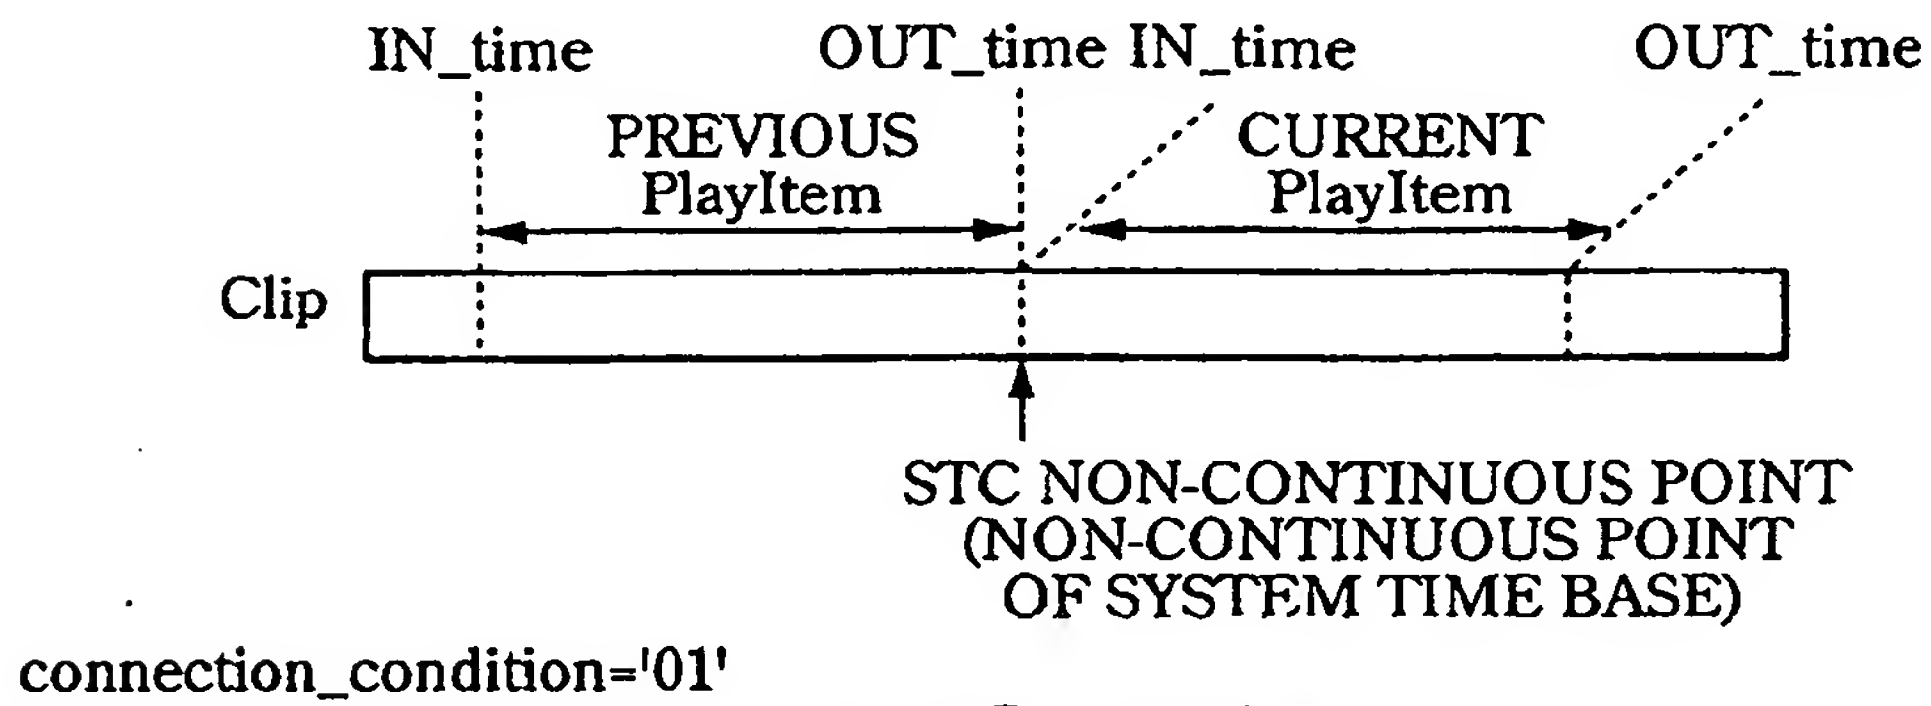 IN_time OUT_time IN_time OUT_time
PREVIOUS CURRENT
PlayItem PlayItem
Clip
STC NON-CONTINUOUS POINT
(NON-CONTINUOUS POINT
OF SYSTEM TIME BASE)
connection_condition='01'